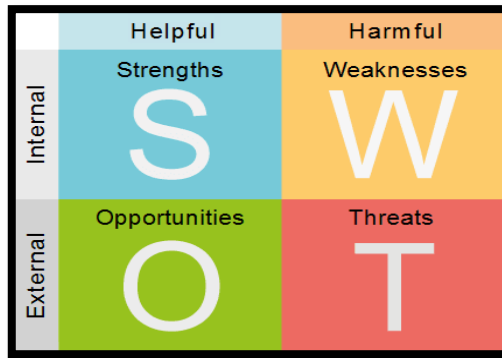 Helpful Harmful
Internal
Strengths Weaknesses
S W
External
Opportunities Threats
O T